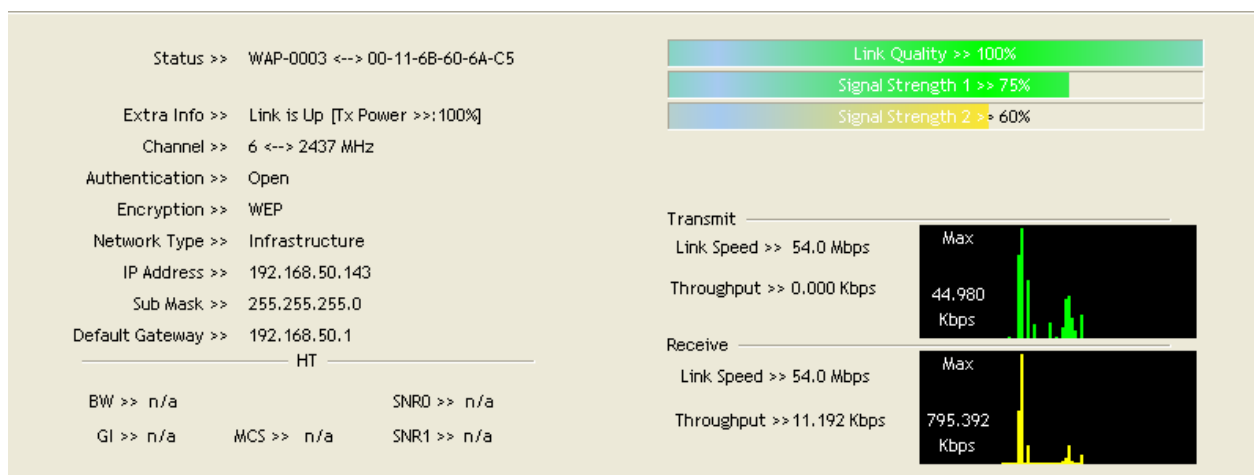 Status >> WAP-0003 <--> 00-11-6B-60-6A-C5
Extra Info >> Link is Up [Tx Power >>:100%]
Channel >> 6 <--> 2437 MHz
Authentication >> Open
Encryption >> WEP
Network Type >> Infrastructure
IP Address >> 192.168.50.143
Sub Mask >> 255.255.255.0
Default Gateway >> 192.168.50.1
HT
BW >> n/a SNR0 >> n/a
GI >> n/a MCS >> n/a SNR1 >> n/a
Link Quality >> 100%
Signal Strength 1 >> 75%
Signal Strength 2 >> 60%
Transmit
Link Speed >> 54.0 Mbps
Throughput >> 0.000 Kbps
Max
44.980
Kbps
Receive
Link Speed >> 54.0 Mbps
Throughput >> 11.192 Kbps
Max
795.392
Kbps